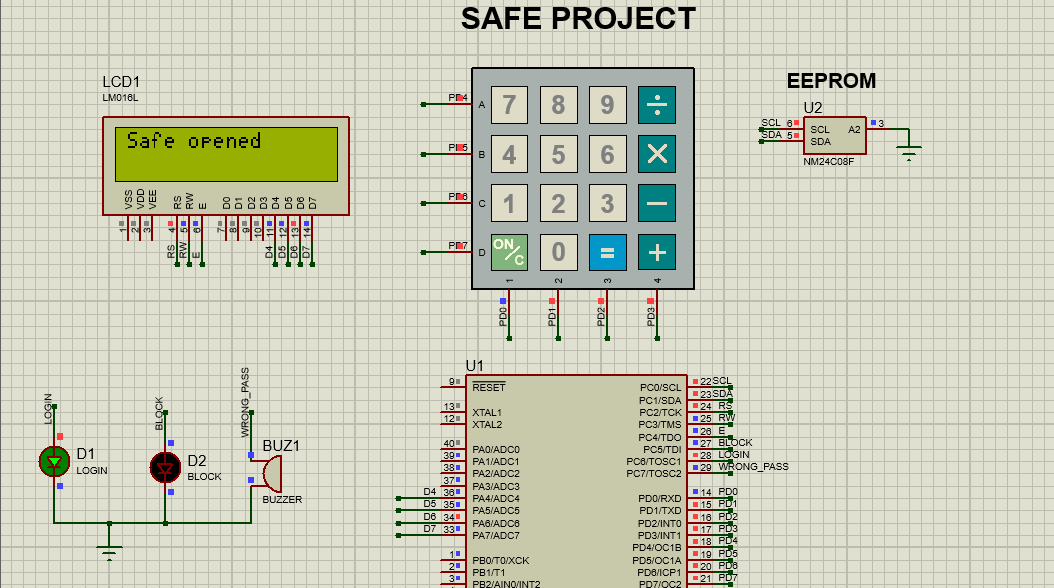 SAFE PROJECT
LCD1
LM016L
Safe opened
VSS VDD VEE RS RW E D0 D1 D2 D3 D4 D5 D6 D7
1 2 3 4 5 6 7 8 9 10 11 12 13 14
RS RW E D4 D5 D6 D7
A 7 8 9 ÷
B 4 5 6 ×
C 1 2 3 −
D ON/C 0 = +
1 2 3 4
PD0 PD1 PD2 PD3
EEPROM
U2
SCL 6 SCL A2 3
SDA 5 SDA
NM24C08F
LOGIN
BLOCK
WRONG_PASS
D1
LOGIN
D2
BLOCK
BUZ1
BUZZER
U1
9 RESET PC0/SCL 22 SCL
PC1/SDA 23 SDA
13 XTAL1 PC2/TCK 24 RS
12 XTAL2 PC3/TMS 25 RW
PC4/TDO 26 E
40 PA0/ADC0 PC5/TDI 27 BLOCK
39 PA1/ADC1 PC6/TOSC1 28 LOGIN
38 PA2/ADC2 PC7/TOSC2 29 WRONG_PASS
37 PA3/ADC3
D4 36 PA4/ADC4 PD0/RXD 14 PD0
D5 35 PA5/ADC5 PD1/TXD 15 PD1
D6 34 PA6/ADC6 PD2/INT0 16 PD2
D7 33 PA7/ADC7 PD3/INT1 17 PD3
PD4/OC1B 18 PD4
1 PB0/T0/XCK PD5/OC1A 19 PD5
2 PB1/T1 PD6/ICP1 20 PD6
3 PB2/AIN0/INT2 PD7/OC2 21 PD7